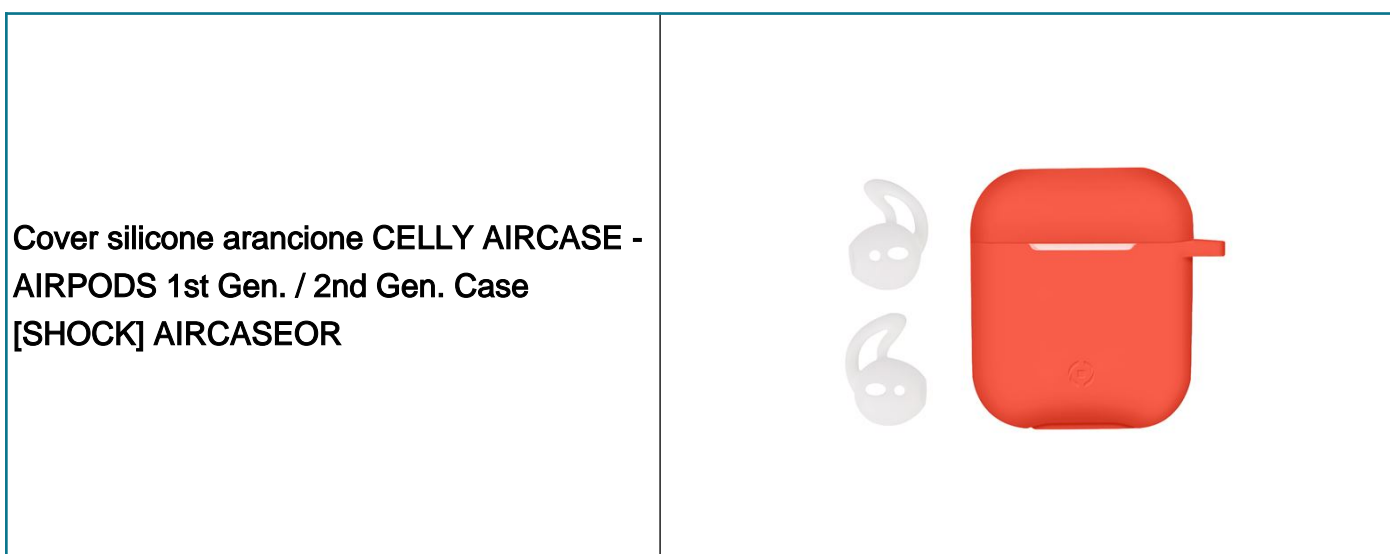 Cover silicone arancione CELLY AIRCASE -
AIRPODS 1st Gen. / 2nd Gen. Case
[SHOCK] AIRCASEOR